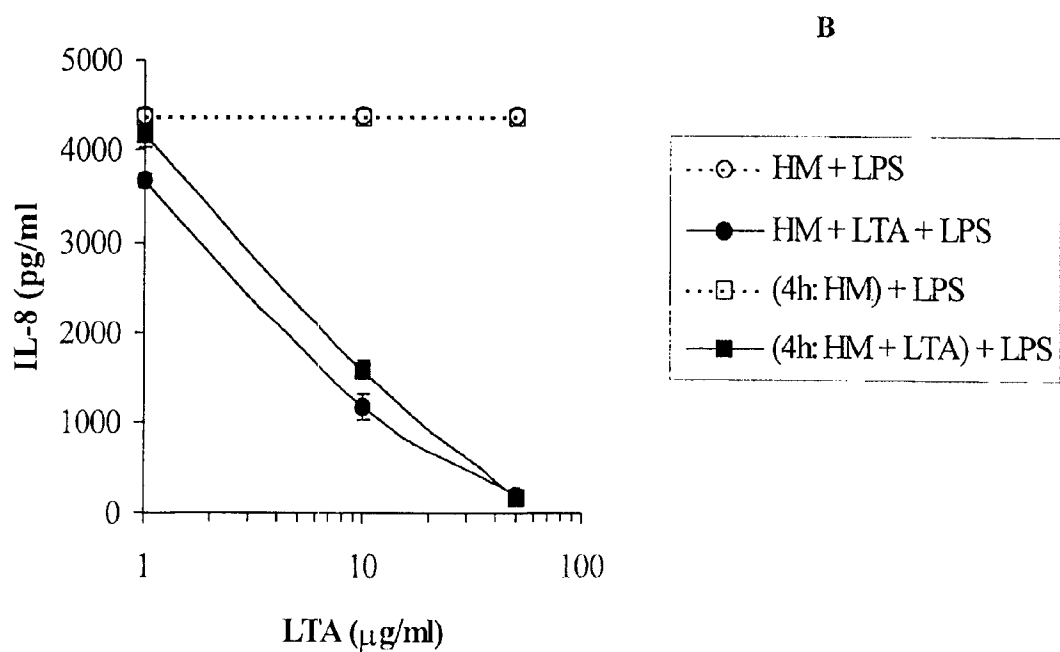 B
5000
4000
3000
2000
1000
0
IL-8 (pg/ml)
1 10 100
LTA (μg/ml)
HM + LPS
HM + LTA + LPS
(4h: HM) + LPS
(4h: HM + LTA) + LPS